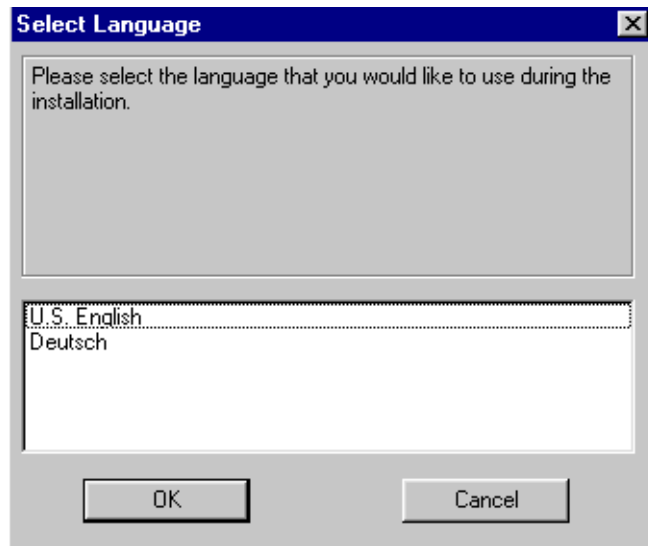 Select Language
Please select the language that you would like to use during the
installation.
U.S. English
Deutsch
OK
Cancel